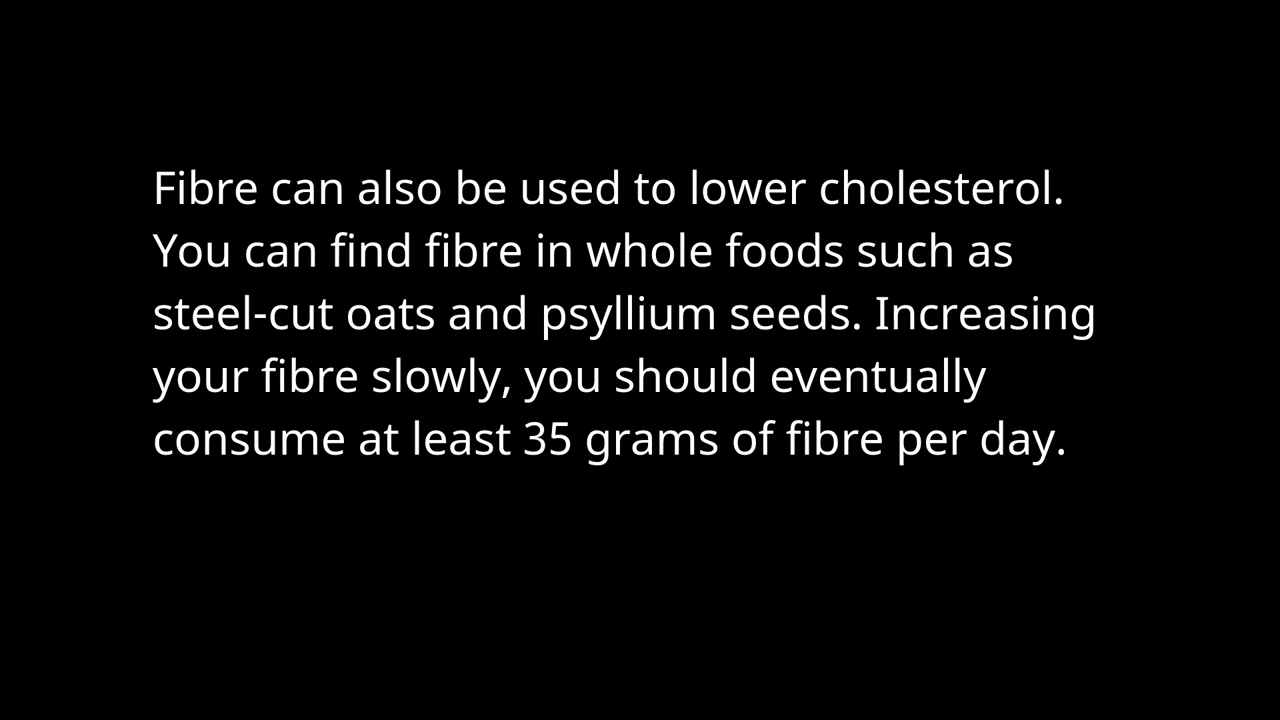 Fibre can also be used to lower cholesterol.
You can find fibre in whole foods such as
steel-cut oats and psyllium seeds. Increasing
your fibre slowly, you should eventually
consume at least 35 grams of fibre per day.